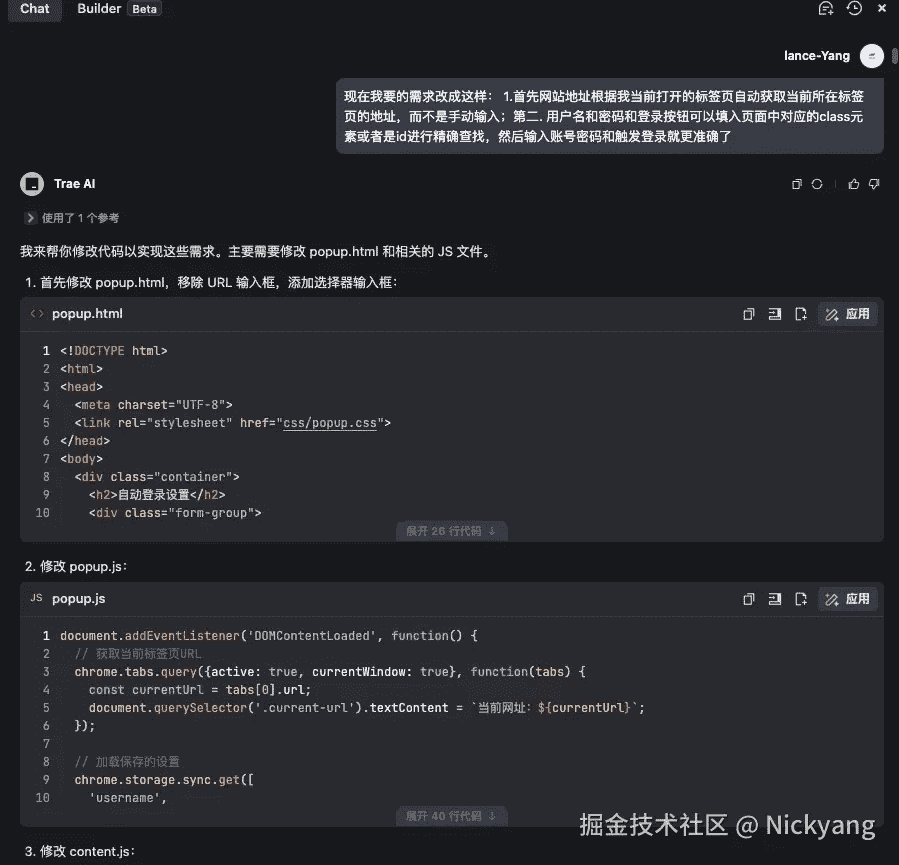 Chat Builder Beta
lance-Yang
现在我要的需求改成这样： 1.首先网站地址根据我当前打开的标签页自动获取当前所在标签
页的地址，而不是手动输入；第二. 用户名和密码和登录按钮可以填入页面中对应的class元
素或者是id进行精确查找，然后输入账号密码和触发登录就更准确了
Trae AI
使用了 1 个参考
我来帮你修改代码以实现这些需求。主要需要修改 popup.html 和相关的 JS 文件。
1. 首先修改 popup.html，移除 URL 输入框，添加选择器输入框：
<> popup.html 应用
1 <!DOCTYPE html>
2 <html>
3 <head>
4   <meta charset="UTF-8">
5   <link rel="stylesheet" href="css/popup.css">
6 </head>
7 <body>
8   <div class="container">
9     <h2>自动登录设置</h2>
10     <div class="form-group">
展开 26 行代码 ↓
2. 修改 popup.js：
JS popup.js 应用
1 document.addEventListener('DOMContentLoaded', function() {
2   // 获取当前标签页URL
3   chrome.tabs.query({active: true, currentWindow: true}, function(tabs) {
4     const currentUrl = tabs[0].url;
5     document.querySelector('.current-url').textContent = `当前网址: ${currentUrl}`;
6   });
7
8   // 加载保存的设置
9   chrome.storage.sync.get([
10     'username',
展开 40 行代码 ↓
掘金技术社区 @ Nickyang
3. 修改 content.js：